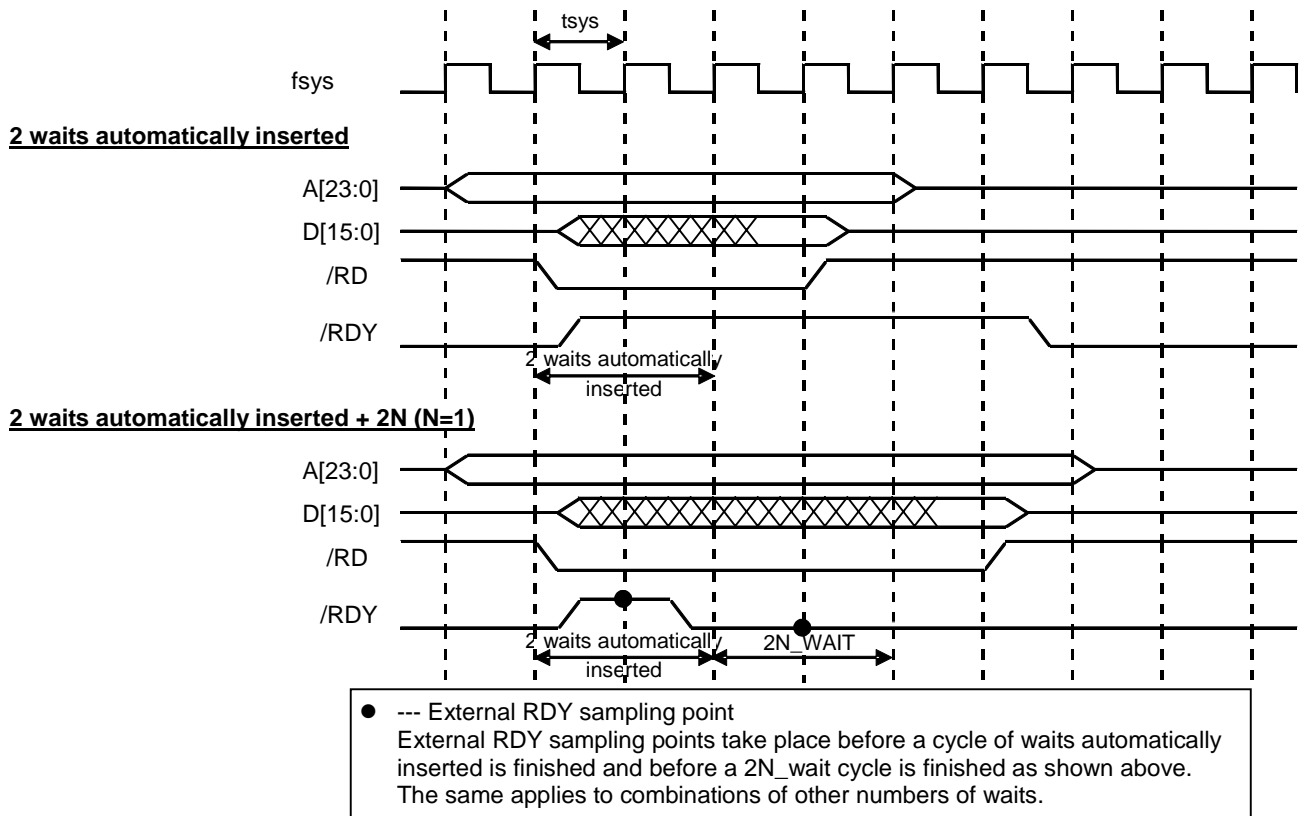 tsys
fsys
2 waits automatically inserted
A[23:0]
D[15:0]
/RD
/RDY
2 waits automatically
inserted
2 waits automatically inserted + 2N (N=1)
A[23:0]
D[15:0]
/RD
/RDY
2 waits automatically 2N_WAIT
inserted
● --- External RDY sampling point
External RDY sampling points take place before a cycle of waits automatically
inserted is finished and before a 2N_wait cycle is finished as shown above.
The same applies to combinations of other numbers of waits.